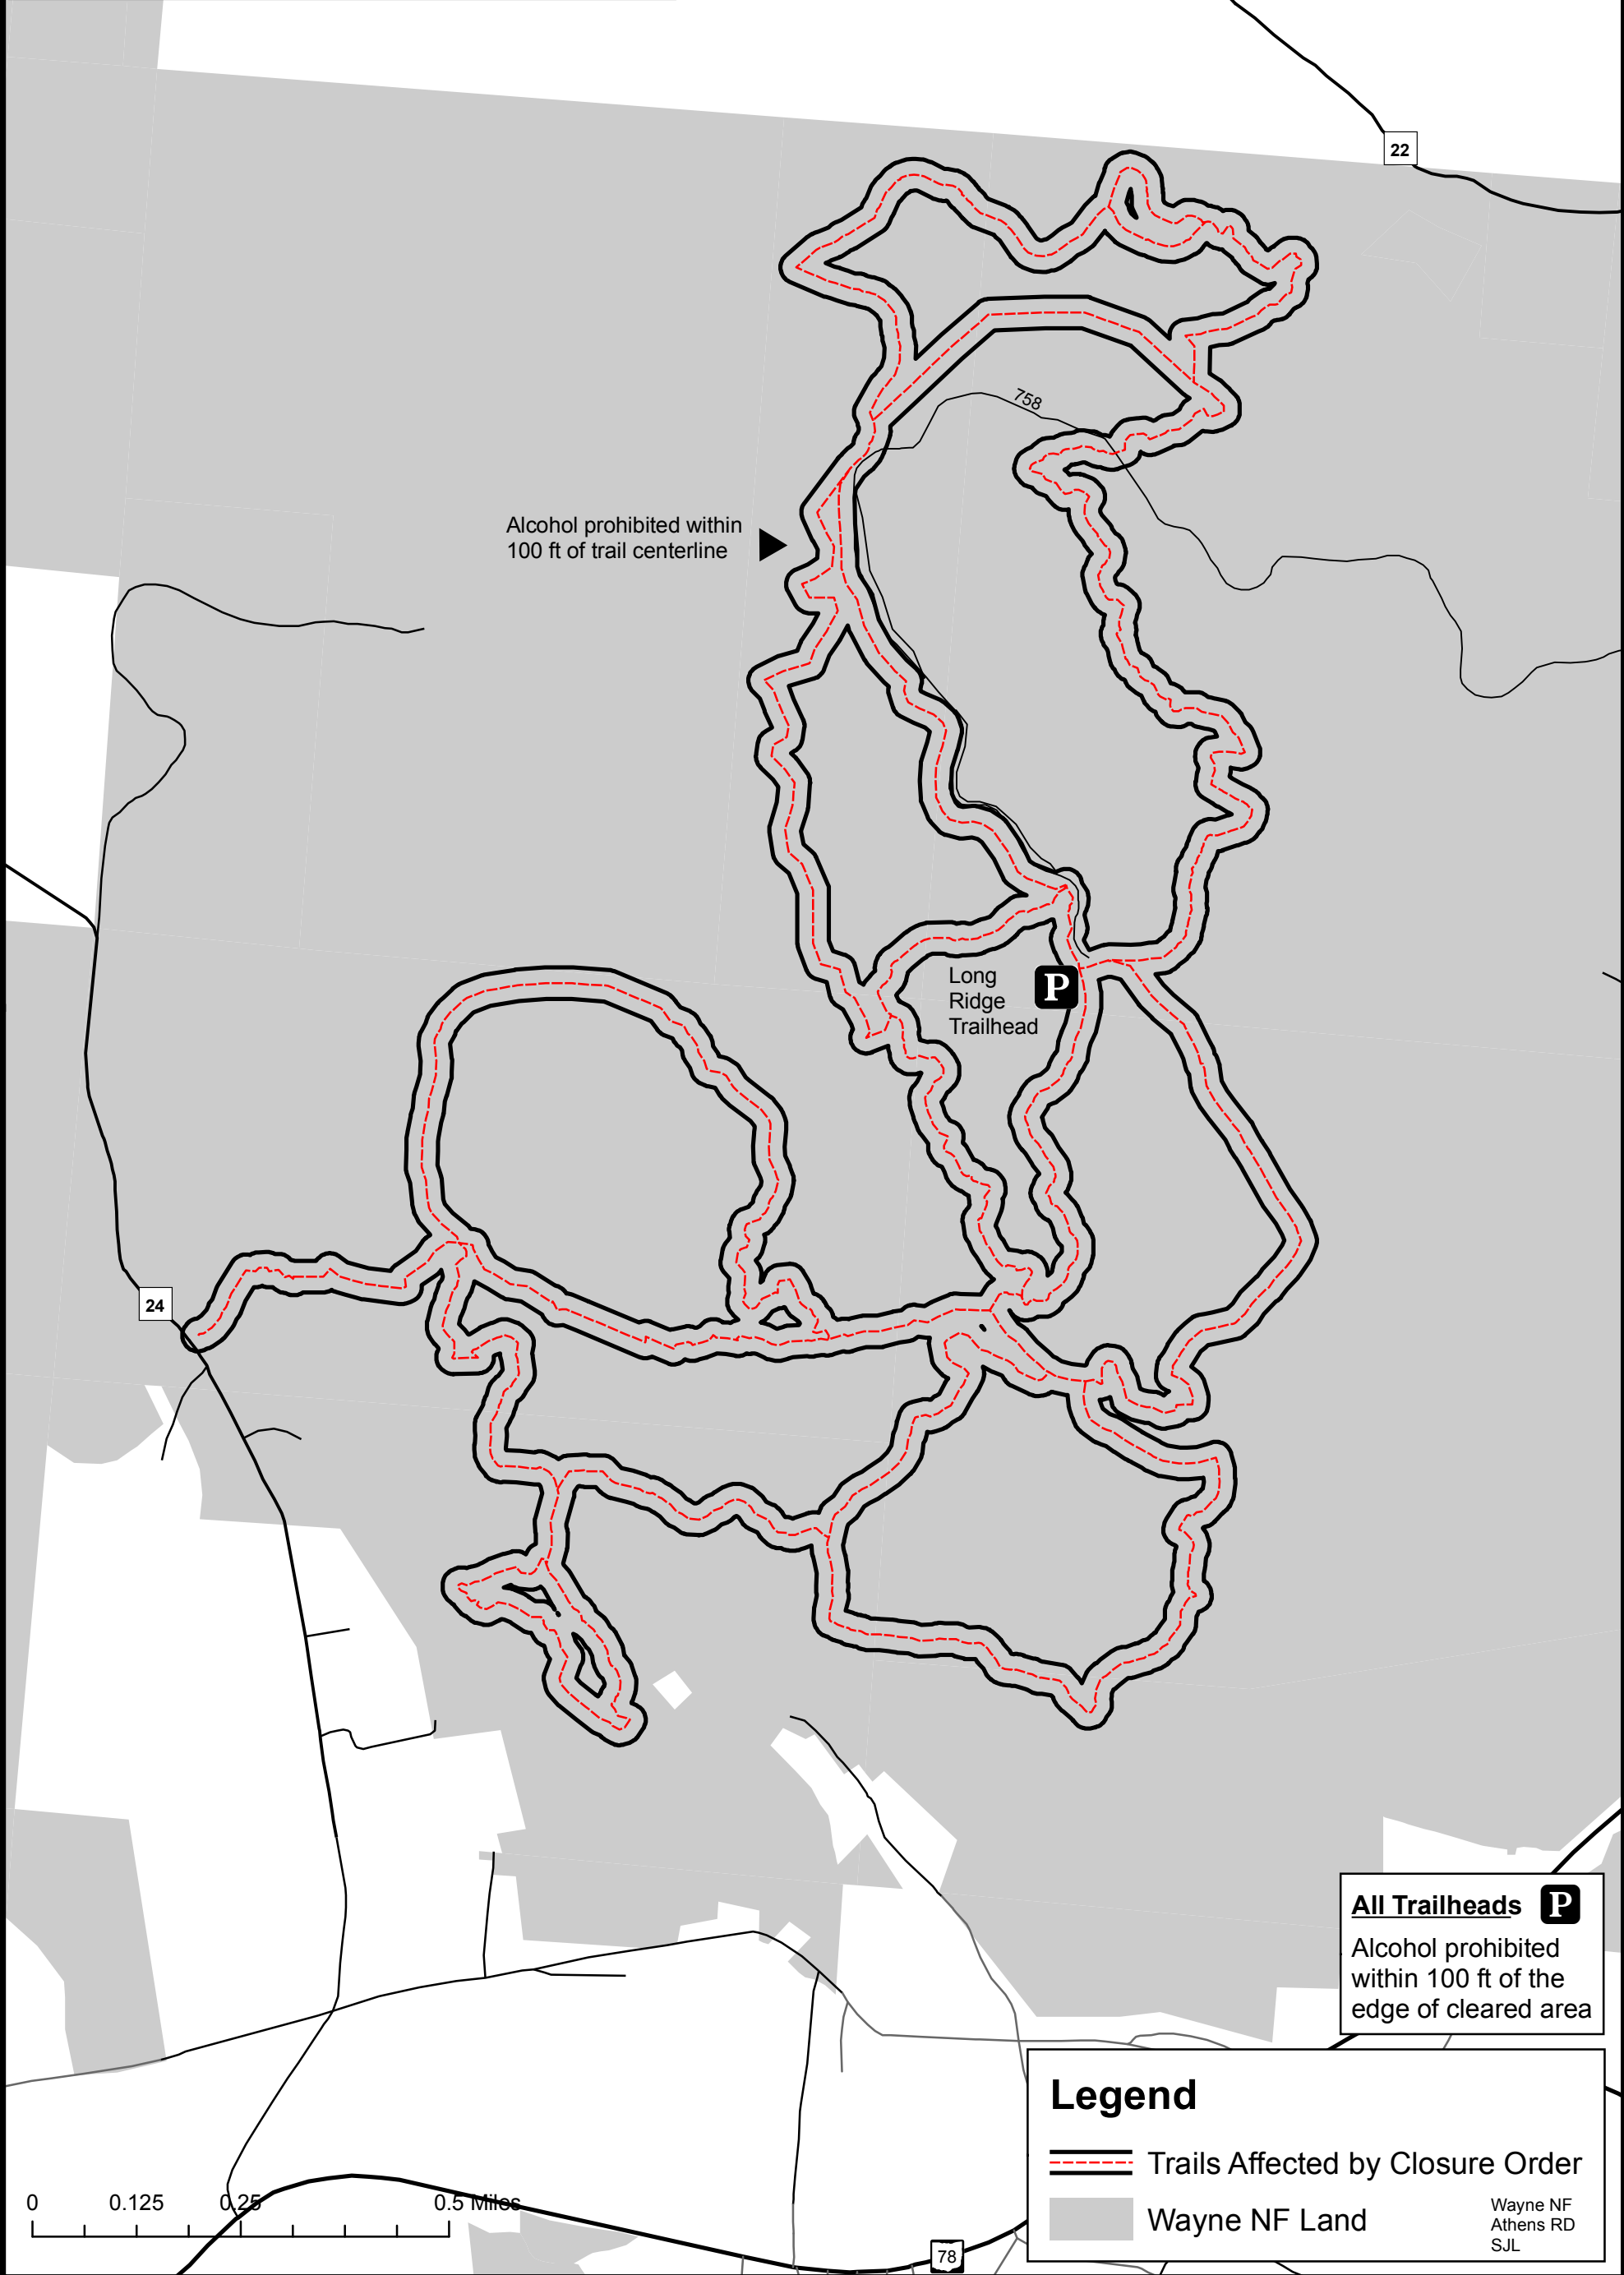 22
758
Alcohol prohibited within
100 ft of trail centerline
Long
Ridge
Trailhead
P
24
All Trailheads P
Alcohol prohibited
within 100 ft of the
edge of cleared area
Legend
Trails Affected by Closure Order
Wayne NF Land
Wayne NF
Athens RD
SJL
0 0.125 0.25 0.5 Miles
78